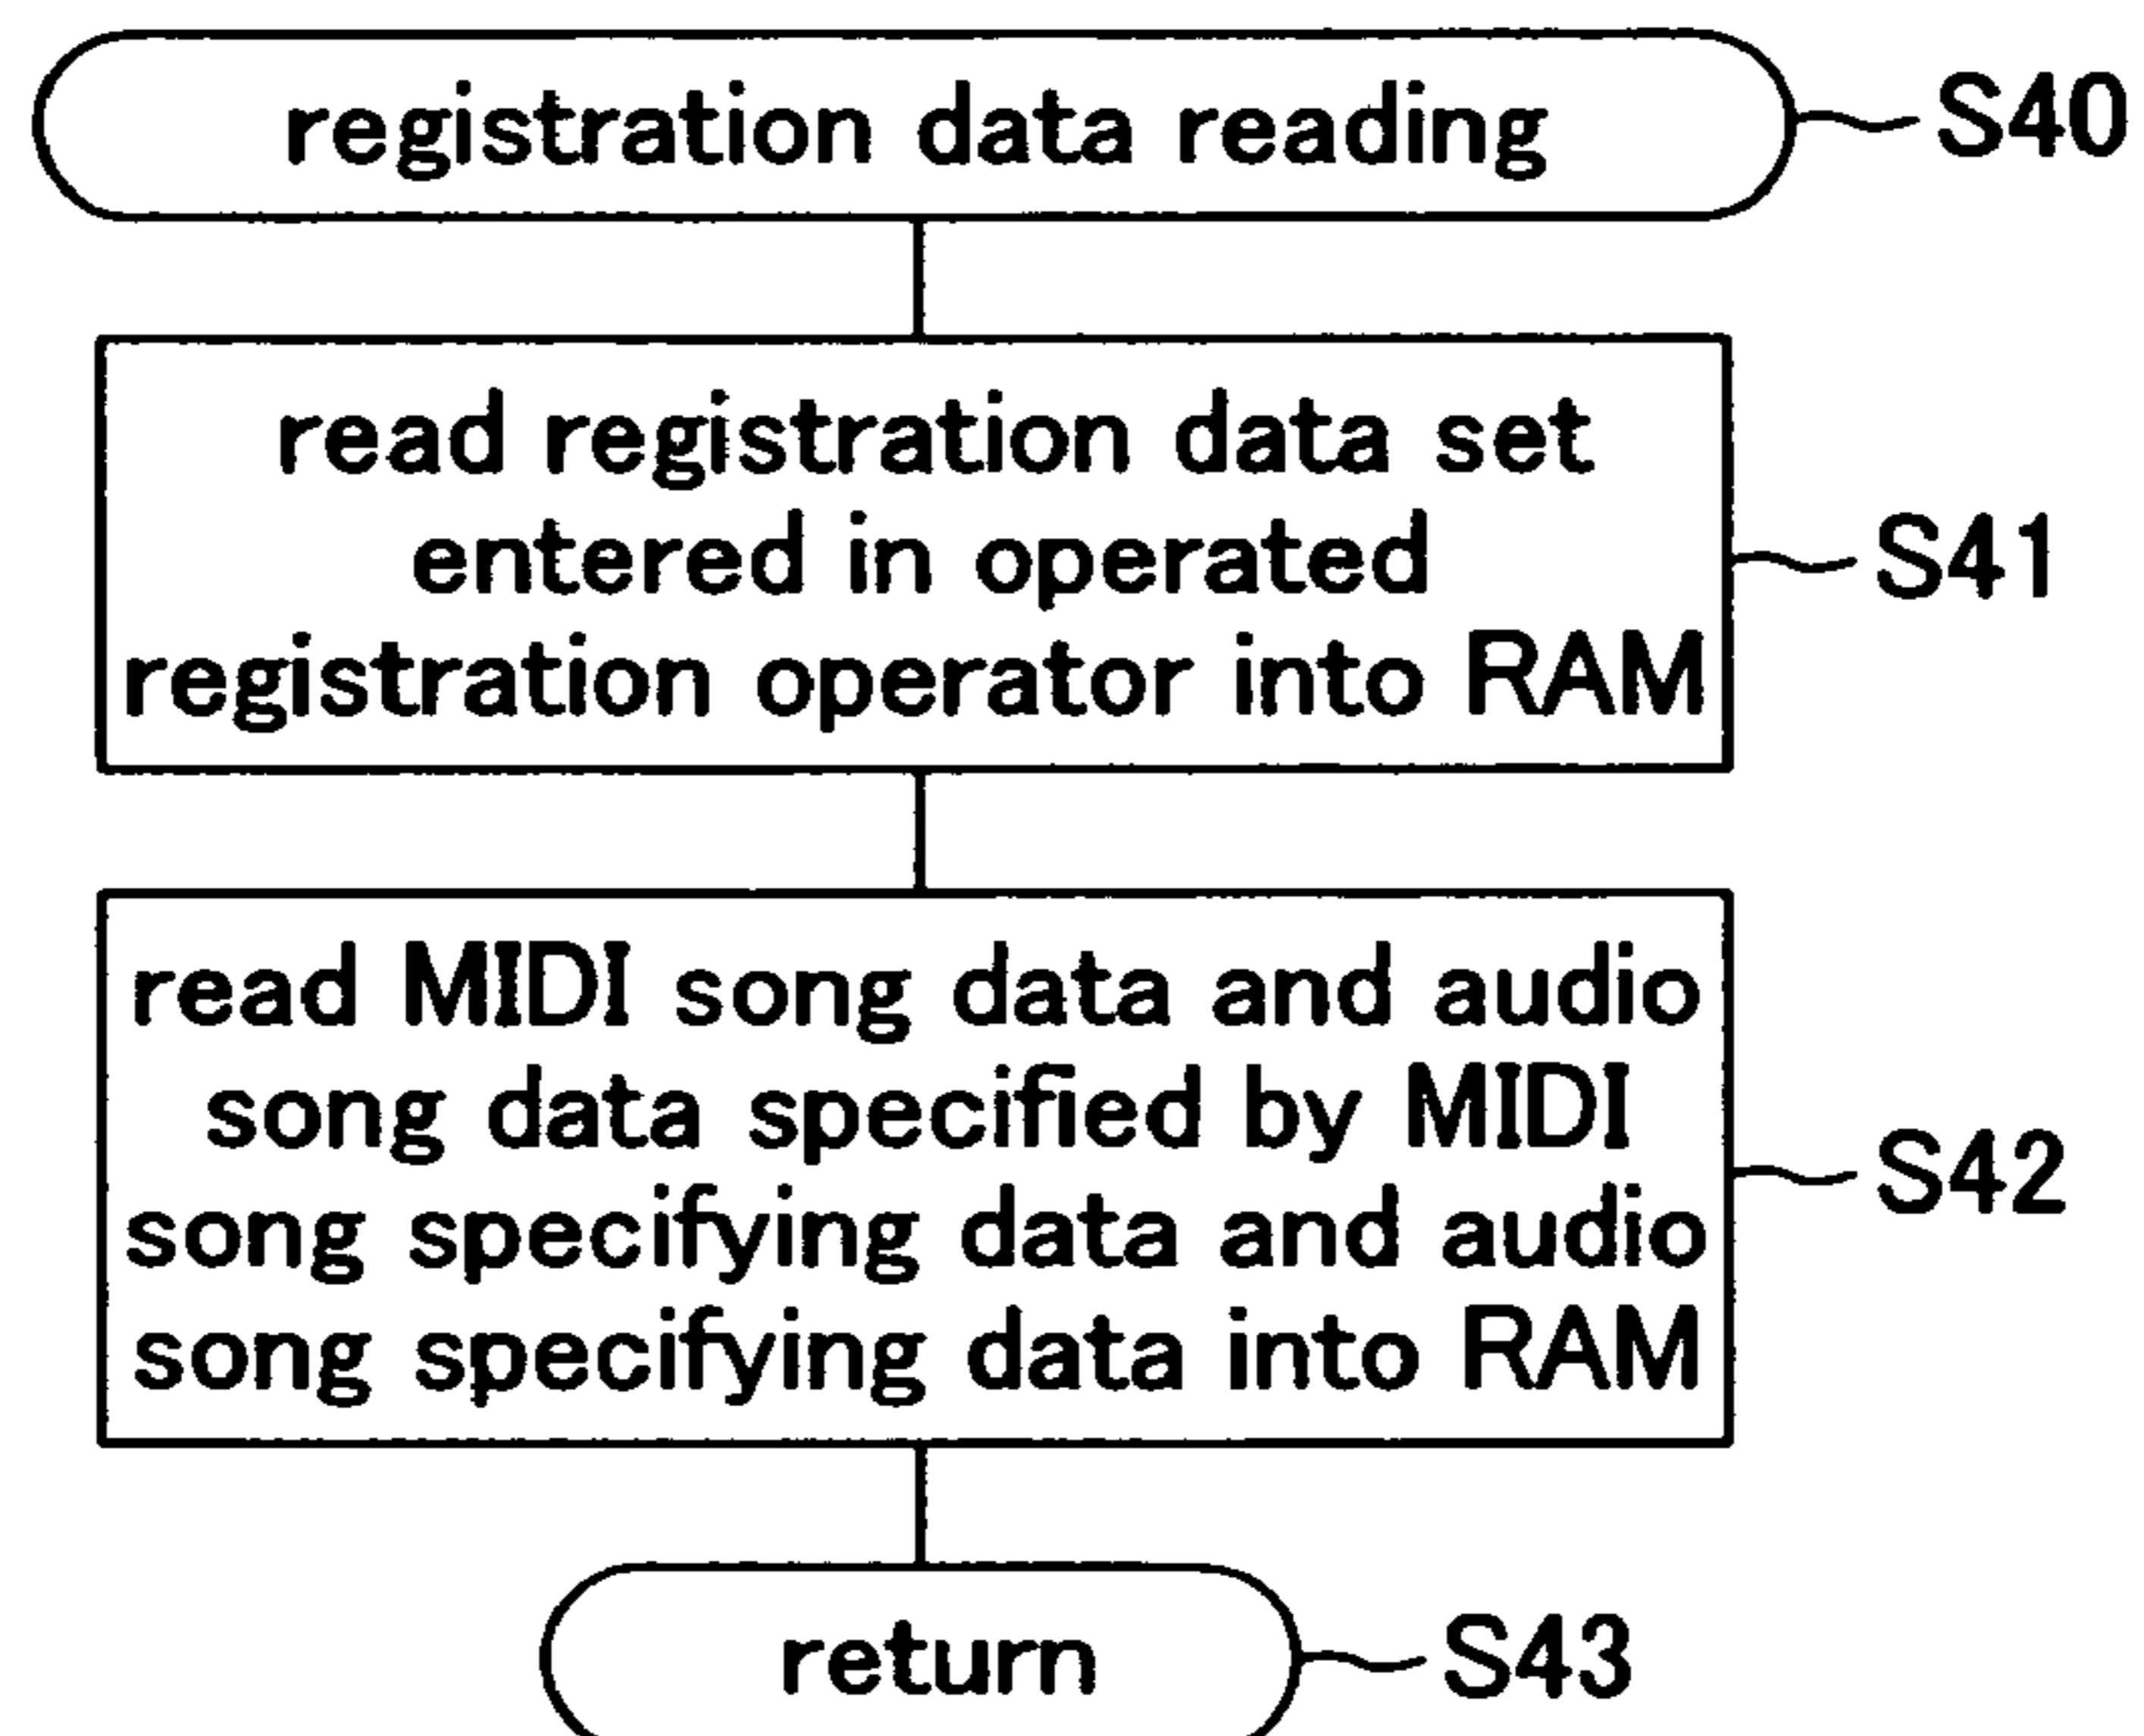 registration data reading
S40
read registration data set
entered in operated
registration operator into RAM
S41
read MIDI song data and audio
song data specified by MIDI
song specifying data and audio
song specifying data into RAM
S42
return
S43